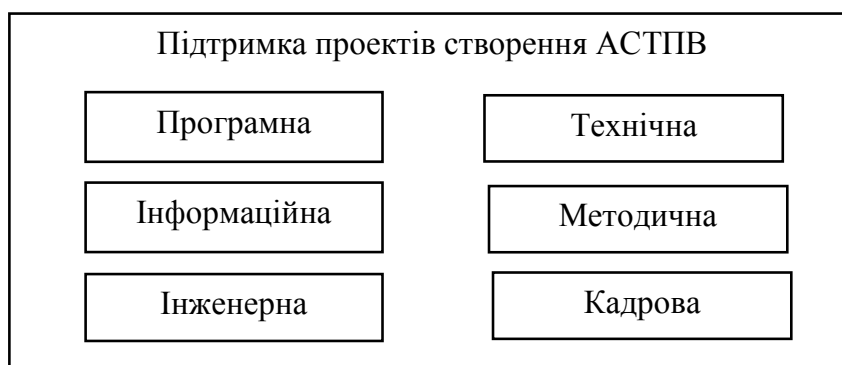 Підтримка проектів створення АСТПВ
Програмна
Технічна
Інформаційна
Методична
Інженерна
Кадрова